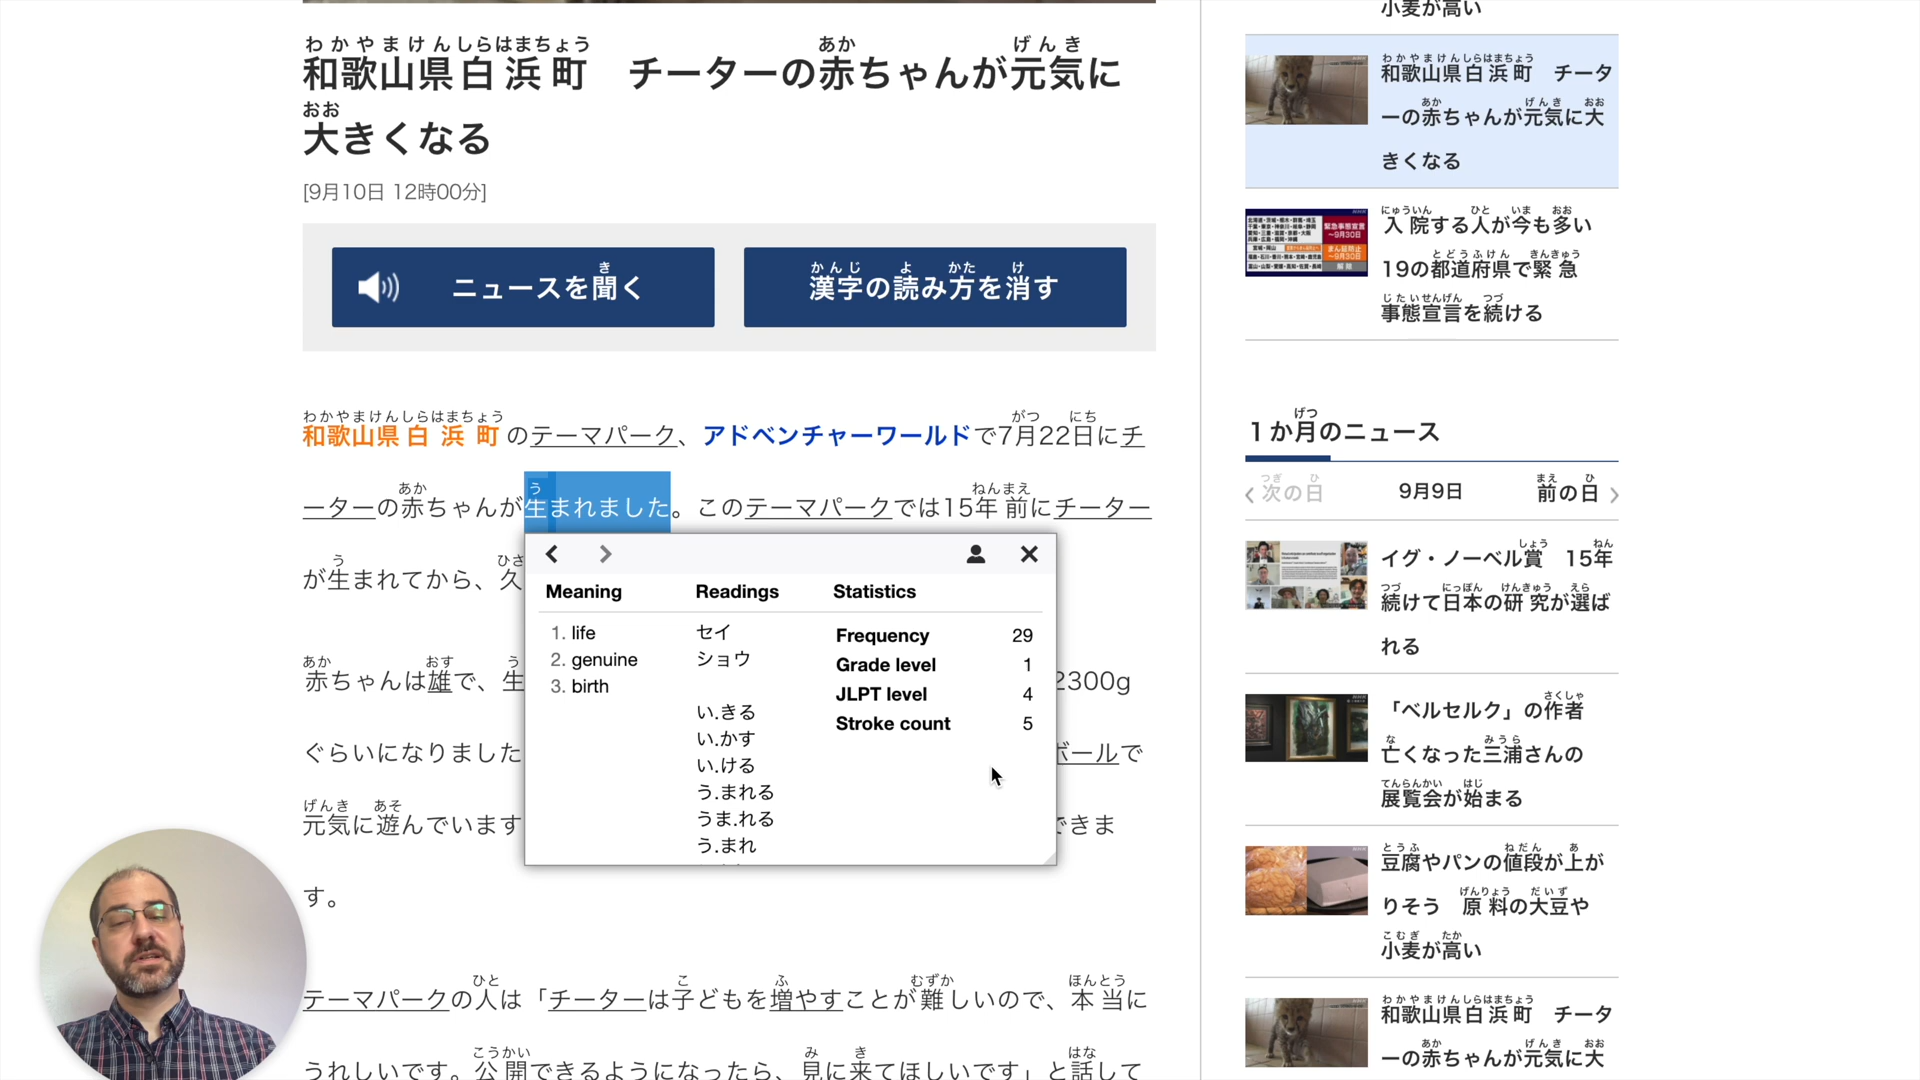 和歌山県白浜町　チーターの赤ちゃんが元気に
大きくなる
[9月10日 12時00分]
ニュースを聞く
漢字の読み方を消す
和歌山県白浜町のテーマパーク、アドベンチャーワールドで7月22日にチ
ーターの赤ちゃんが生まれました。このテーマパークでは15年前にチーター
が生まれてから、久
赤ちゃんは雄で、生
2300g
ぐらいになりました
ボールで
元気に遊んでいます
できま
す。
テーマパークの人は「チーターは子どもを増やすことが難しいので、本当に
うれしいです。公開できるようになったら、見に来てほしいです」と話して
Meaning
1. life
2. genuine
3. birth
Readings
セイ
ショウ
い.きる
い.かす
い.ける
う.まれる
うま.れる
う.まれ
Statistics
Frequency 29
Grade level 1
JLPT level 4
Stroke count 5
小麦が高い
和歌山県白浜町　チータ
ーの赤ちゃんが元気に大
きくなる
入院する人が今も多い
19の都道府県で緊急
事態宣言を続ける
1か月のニュース
次の日
9月9日
前の日
イグ・ノーベル賞　15年
続けて日本の研究が選ば
れる
「ベルセルク」の作者
亡くなった三浦さんの
展覧会が始まる
豆腐やパンの値段が上が
りそう　原料の大豆や
小麦が高い
和歌山県白浜町　チータ
ーの赤ちゃんが元気に大